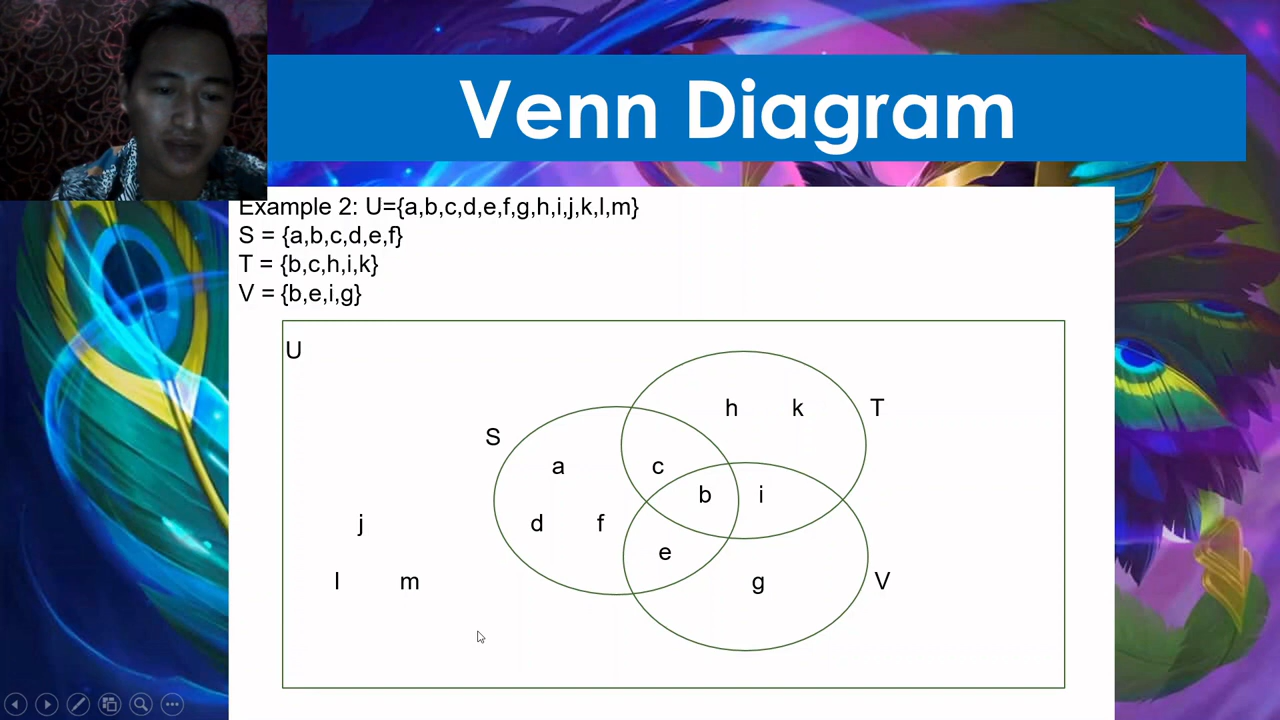 Venn Diagram
Example 2: U={a,b,c,d,e,f,g,h,i,j,k,l,m}
S = {a,b,c,d,e,f}
T = {b,c,h,i,k}
V = {b,e,i,g}
U
h k T
S
a c
b i
j d f
e
l m g V